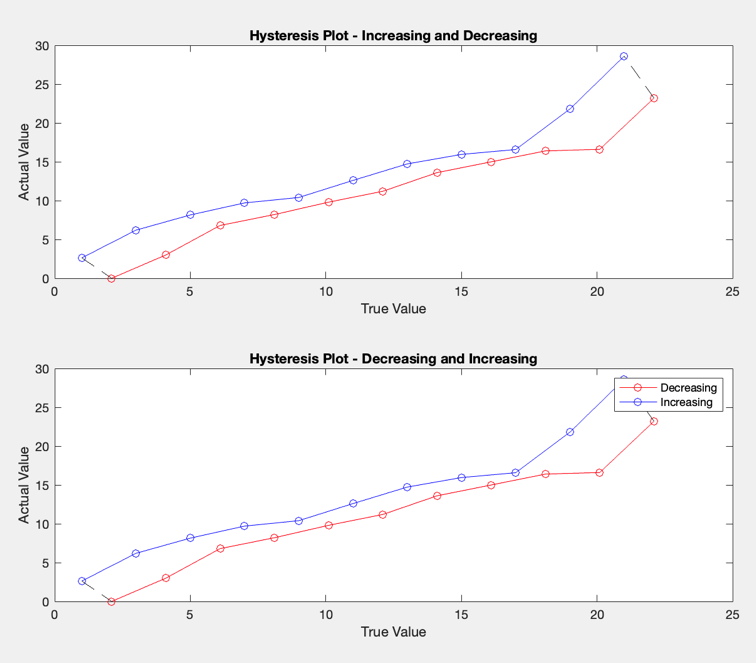 Hysteresis Plot - Increasing and Decreasing
30
25
20
15
10
5
0
Actual Value
0 5 10 15 20 25
True Value
Hysteresis Plot - Decreasing and Increasing
30
25
20
15
10
5
0
Actual Value
Decreasing
Increasing
0 5 10 15 20 25
True Value